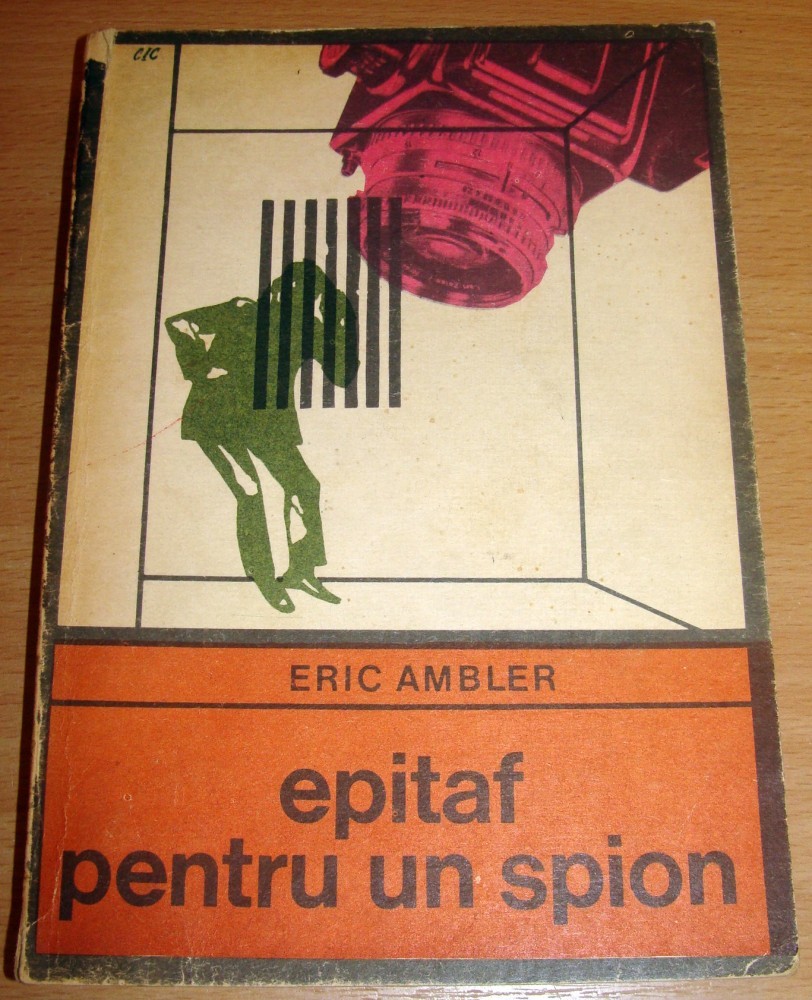 CIC
ERIC AMBLER
epitaf
pentru un spion